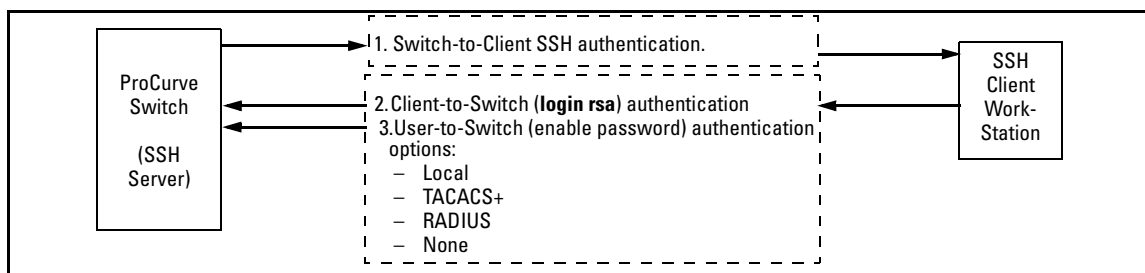 ProCurve
Switch
(SSH
Server)
1. Switch-to-Client SSH authentication.
2.Client-to-Switch (login rsa) authentication
3.User-to-Switch (enable password) authentication
options:
– Local
– TACACS+
– RADIUS
– None
SSH
Client
Work-
Station